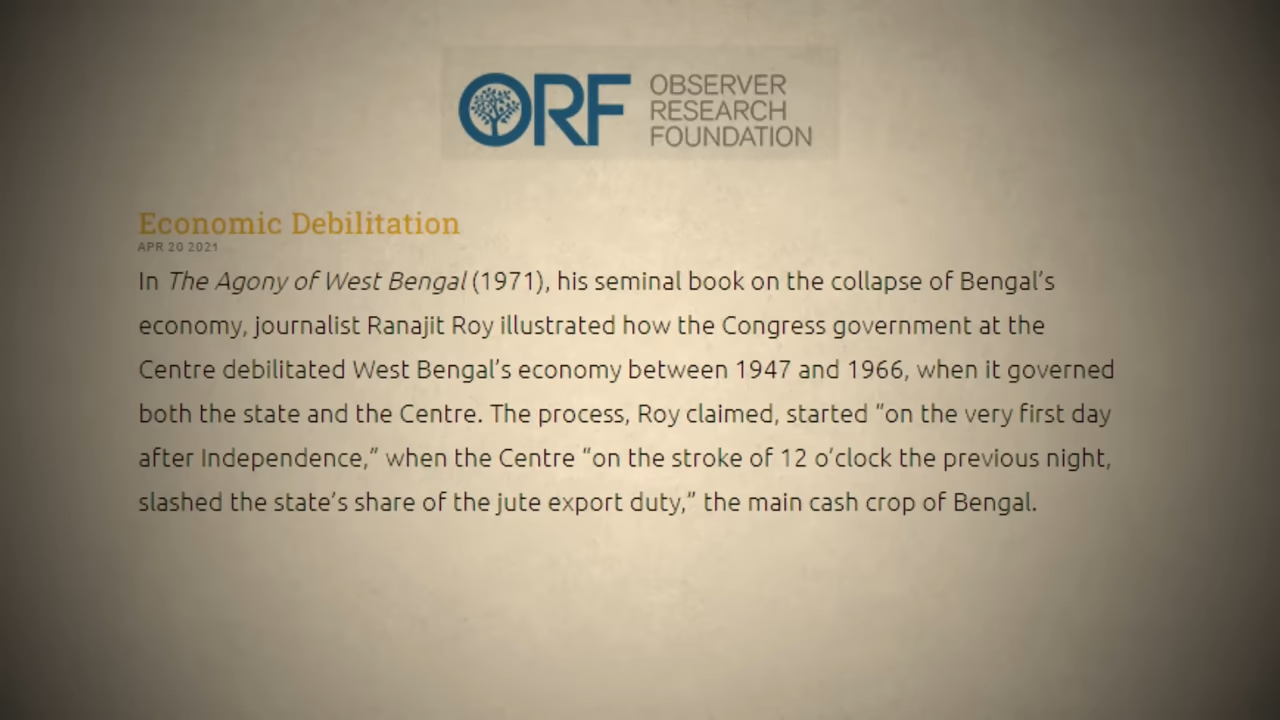 ORF
OBSERVER
RESEARCH
FOUNDATION
Economic Debilitation
APR 20 2021
In The Agony of West Bengal (1971), his seminal book on the collapse of Bengal’s
economy, journalist Ranajit Roy illustrated how the Congress government at the
Centre debilitated West Bengal’s economy between 1947 and 1966, when it governed
both the state and the Centre. The process, Roy claimed, started “on the very first day
after Independence,” when the Centre “on the stroke of 12 o’clock the previous night,
slashed the state’s share of the jute export duty,” the main cash crop of Bengal.